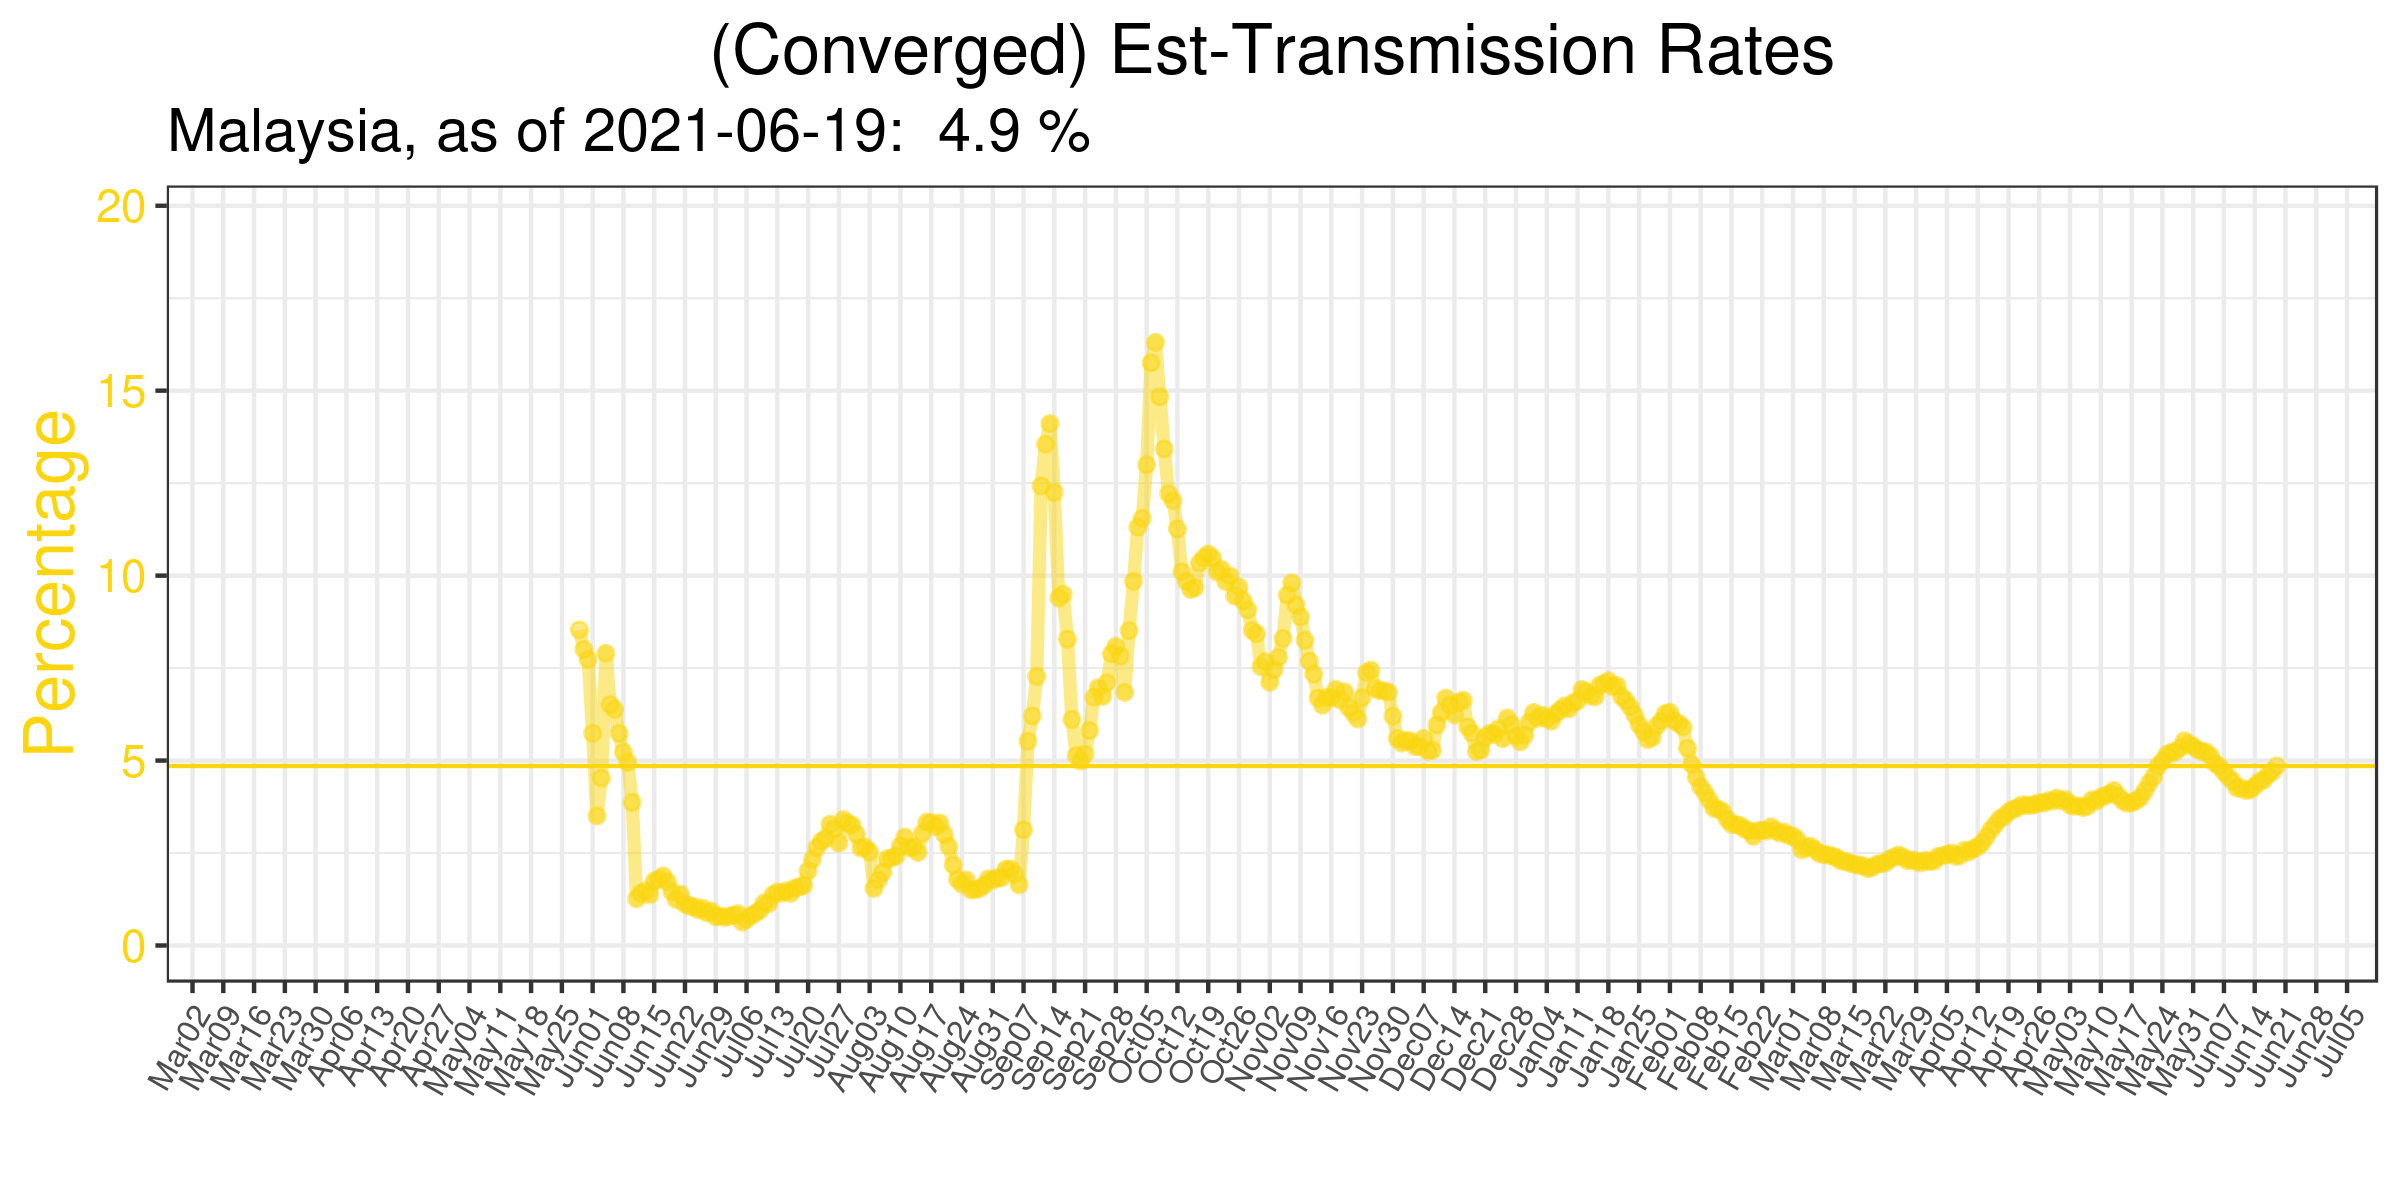 (Converged) Est-Transmission Rates
Malaysia, as of 2021-06-19:  4.9 %
Percentage
20
15
10
5
0
Mar02
Mar09
Mar16
Mar23
Mar30
Apr06
Apr13
Apr20
Apr27
May04
May11
May18
May25
Jun01
Jun08
Jun15
Jun22
Jun29
Jul06
Jul13
Jul20
Jul27
Aug03
Aug10
Aug17
Aug24
Aug31
Sep07
Sep14
Sep21
Sep28
Oct05
Oct12
Oct19
Oct26
Nov02
Nov09
Nov16
Nov23
Nov30
Dec07
Dec14
Dec21
Dec28
Jan04
Jan11
Jan18
Jan25
Feb01
Feb08
Feb15
Feb22
Mar01
Mar08
Mar15
Mar22
Mar29
Apr05
Apr12
Apr19
Apr26
May03
May10
May17
May24
May31
Jun07
Jun14
Jun21
Jun28
Jul05